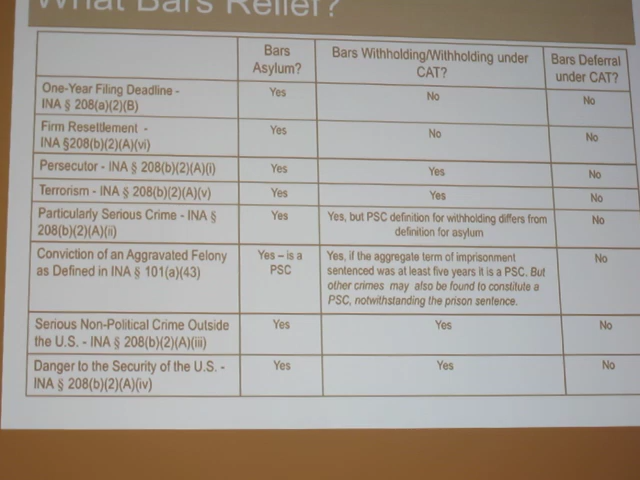 What Bars Relief?
Bars
Asylum?
Bars Withholding/Withholding under
CAT?
Bars Deferral
under CAT?
One-Year Filing Deadline -
INA § 208(a)(2)(B)
Yes
No
No
Firm Resettlement -
INA §208(b)(2)(A)(vi)
Yes
No
No
Persecutor - INA § 208(b)(2)(A)(i)
Yes
Yes
No
Terrorism - INA § 208(b)(2)(A)(v)
Yes
Yes
No
Particularly Serious Crime - INA §
208(b)(2)(A)(ii)
Yes
Yes, but PSC definition for withholding differs from
definition for asylum
No
Conviction of an Aggravated Felony
as Defined in INA § 101(a)(43)
Yes – is a
PSC
Yes, if the aggregate term of imprisonment
sentenced was at least five years it is a PSC. But
other crimes may also be found to constitute a
PSC, notwithstanding the prison sentence.
No
Serious Non-Political Crime Outside
the U.S. - INA § 208(b)(2)(A)(iii)
Yes
Yes
No
Danger to the Security of the U.S. -
INA § 208(b)(2)(A)(iv)
Yes
Yes
No